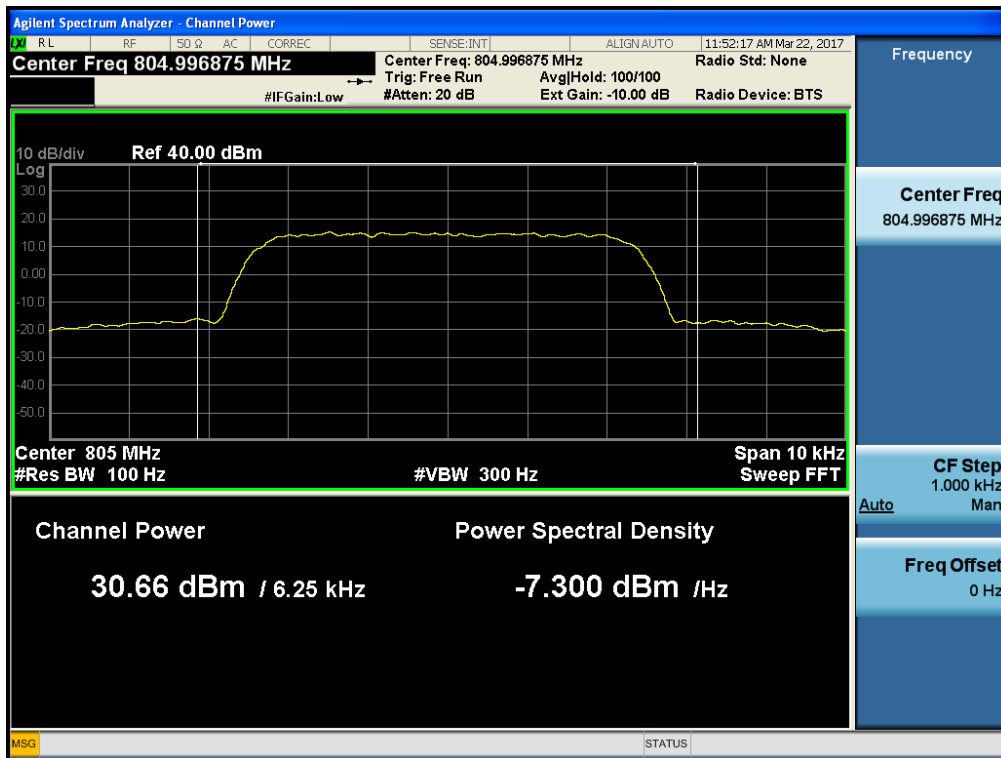 Agilent Spectrum Analyzer - Channel Power
LXI RL RF 50 Ω AC CORREC SENSE:INT ALIGNAUTO 11:52:17 AM Mar 22, 2017
Center Freq 804.996875 MHz
Center Freq: 804.996875 MHz Radio Std: None
Trig: Free Run Avg|Hold: 100/100
#IFGain:Low #Atten: 20 dB Ext Gain: -10.00 dB Radio Device: BTS
10 dB/div Ref 40.00 dBm
Log
30.0
20.0
10.0
0.00
-10.0
-20.0
-30.0
-40.0
-50.0
Center 805 MHz Span 10 kHz
#Res BW 100 Hz #VBW 300 Hz Sweep FFT
Channel Power Power Spectral Density
30.66 dBm / 6.25 kHz -7.300 dBm /Hz
Frequency
Center Freq
804.996875 MHz
CF Step
1.000 kHz
Auto Man
Freq Offset
0 Hz
MSG STATUS